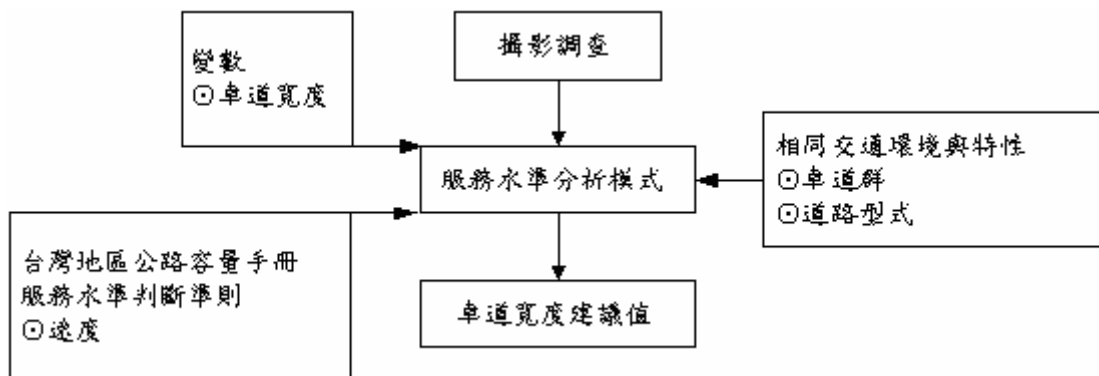 攝影調查
變數
⊙車道寬度
相同交通環境與特性
⊙車道群
⊙道路型式
服務水準分析模式
台灣地區公路容量手冊
服務水準判斷準則
⊙速度
車道寬度建議值